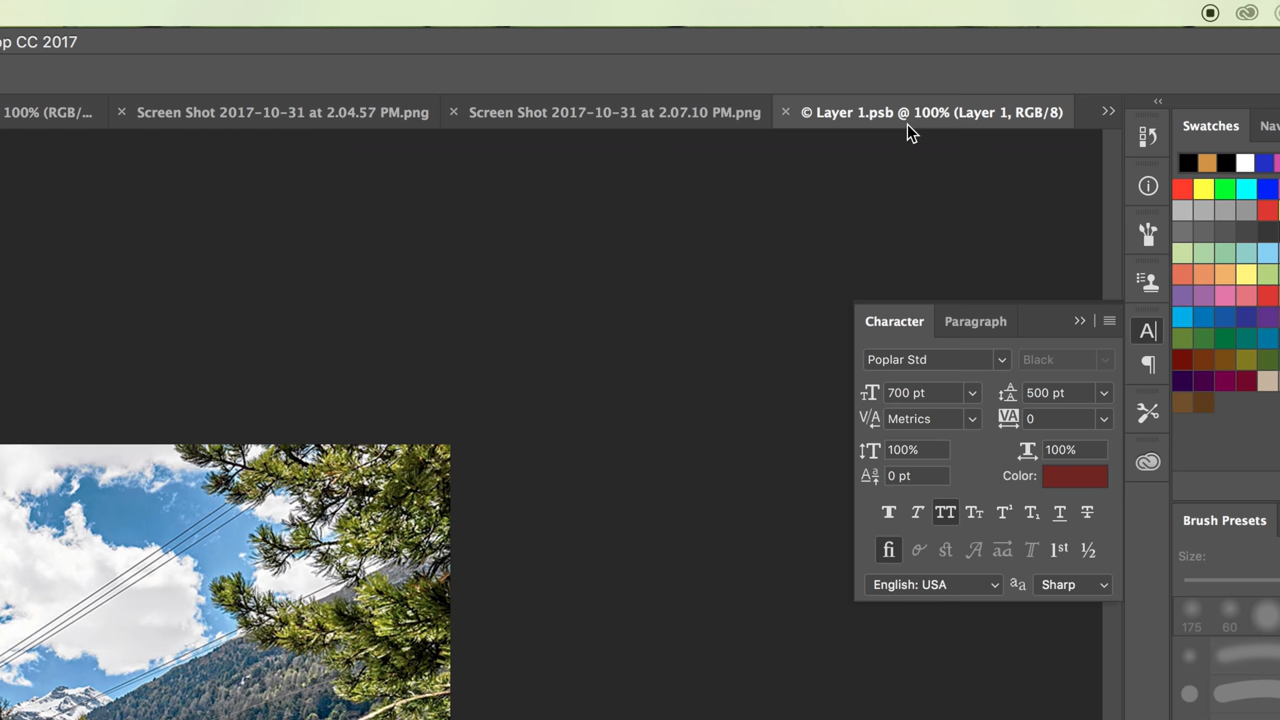 op CC 2017
100% (RGB/...
Screen Shot 2017-10-31 at 2.04.57 PM.png
Screen Shot 2017-10-31 at 2.07.10 PM.png
© Layer 1.psb @ 100% (Layer 1, RGB/8)
Swatches
Nav
Character
Paragraph
Poplar Std
Black
700 pt
500 pt
Metrics
0
100%
100%
0 pt
Color:
1st
½
English: USA
Sharp
Brush Presets
Size:
175
60